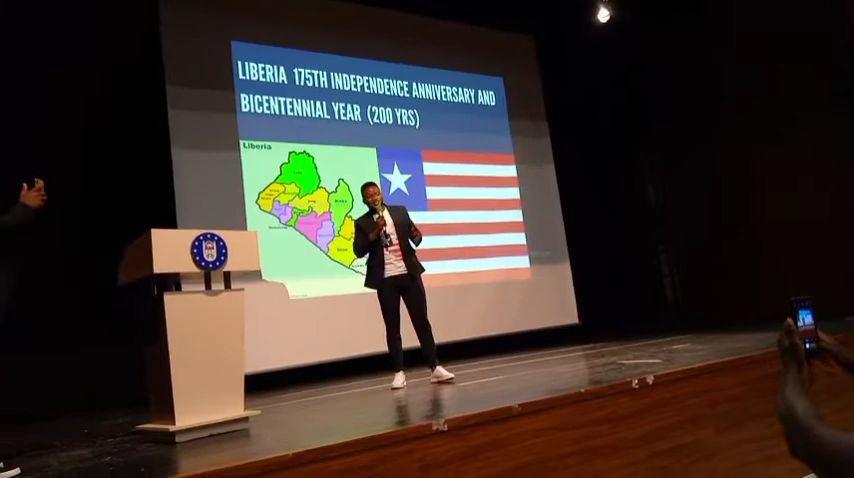 LIBERIA 175TH INDEPENDENCE ANNIVERSARY AND
BICENTENNIAL YEAR (200 YRS)
Liberia